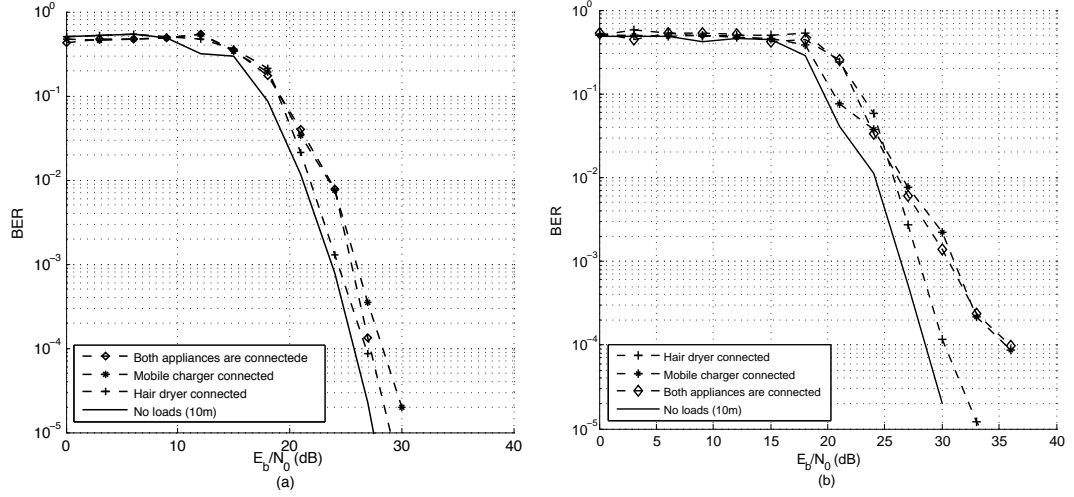 10^0
10^-1
10^-2
10^-3
10^-4
10^-5
BER
0
10
20
30
40
E_b/N_0 (dB)
(a)
Both appliances are connectede
Mobile charger connected
Hair dryer connected
No loads (10m)
10^0
10^-1
10^-2
10^-3
10^-4
10^-5
BER
0
5
10
15
20
25
30
35
40
E_b/N_0 (dB)
(b)
Hair dryer connected
Mobile charger connected
Both appliances are connected
No loads (10m)